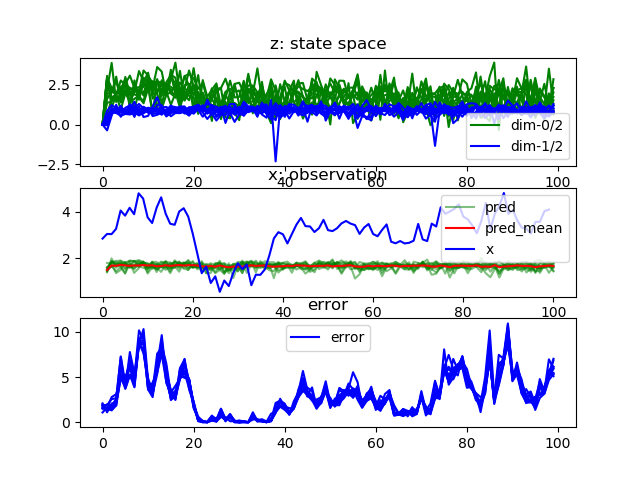 z: state space
2.5
0.0
−2.5
dim-0/2
dim-1/2
0 20 40 60 80 100
x: observation
4
2
pred
pred_mean
x
0 20 40 60 80 100
error
10
5
0
error
0 20 40 60 80 100